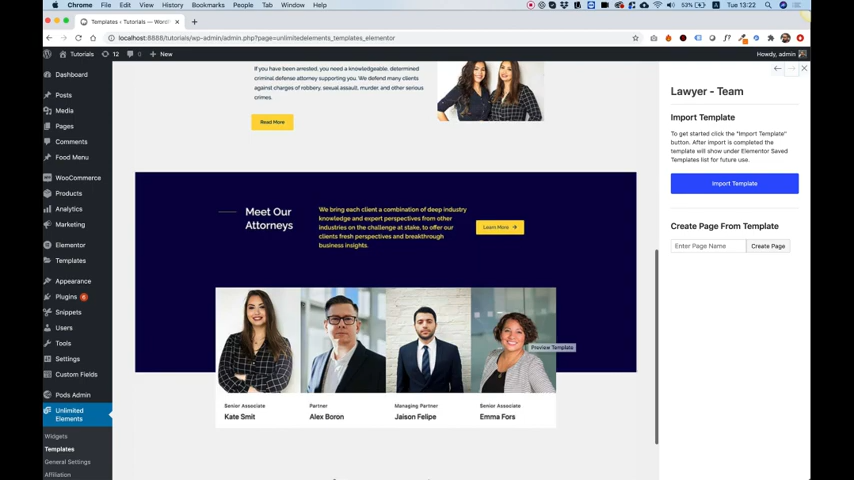 Chrome File Edit View History Bookmarks People Tab Window Help
53% Tue 13:22
Templates ‹ Tutorials — WordPr
localhost:8888/tutorials/wp-admin/admin.php?page=unlimitedelements_templates_elementor
Tutorials 12 0 New
Howdy, admin
Dashboard
Posts
Media
Pages
Comments
Food Menu
WooCommerce
Products
Analytics
Marketing
Elementor
Templates
Appearance
Plugins 6
Snippets
Users
Tools
Settings
Custom Fields
Pods Admin
Unlimited
Elements
Widgets
Templates
General Settings
Affiliation
If you have been arrested, you need a knowledgeable, determined
criminal defense attorney supporting you. We defend many clients
against charges of robbery, sexual assault, murder, and other serious
crimes.
Read More
Meet Our
Attorneys
We bring each client a combination of deep industry
knowledge and expert perspectives from other
industries on the challenge at stake, to offer our
clients fresh perspectives and breakthrough
business insights.
Learn More
Preview Template
Senior Associate
Kate Smit
Partner
Alex Boron
Managing Partner
Jaison Felipe
Senior Associate
Emma Fors
Lawyer - Team
Import Template
To get started click the "Import Template"
button. After import is completed the
template will show under Elementor Saved
Templates list for future use.
Import Template
Create Page From Template
Enter Page Name
Create Page